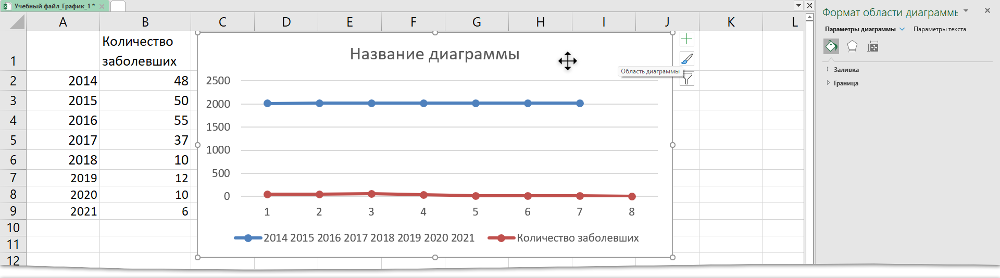 Учебный файл_График_1 *
Формат области диаграммы
Параметры диаграммы Параметры текста
Заливка
Граница
A B C D E F G H I J K L
1 Количество
заболевших
2 2014 48
3 2015 50
4 2016 55
5 2017 37
6 2018 10
7 2019 12
8 2020 10
9 2021 6
10
11
12
Название диаграммы
Область диаграммы
2500
2000
1500
1000
500
0
1 2 3 4 5 6 7 8
2014 2015 2016 2017 2018 2019 2020 2021 Количество заболевших